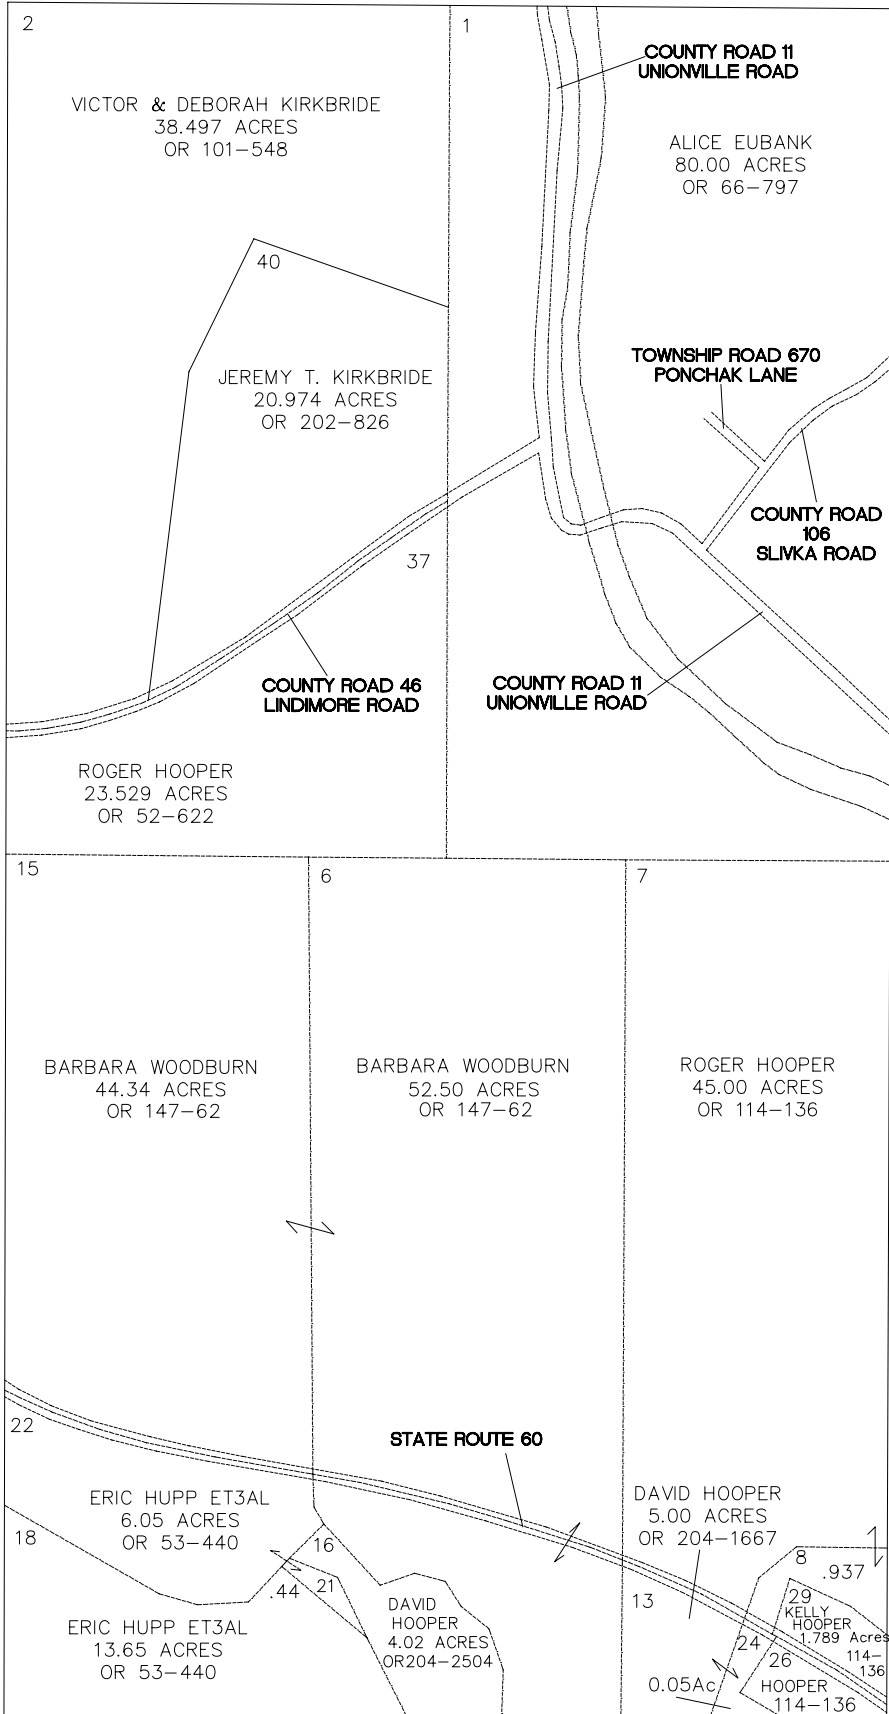 2
1
COUNTY ROAD 11
UNIONVILLE ROAD
VICTOR & DEBORAH KIRKBRIDE
38.497 ACRES
OR 101-548
ALICE EUBANK
80.00 ACRES
OR 66-797
40
TOWNSHIP ROAD 670
PONCHAK LANE
JEREMY T. KIRKBRIDE
20.974 ACRES
OR 202-826
COUNTY ROAD
106
SLIVKA ROAD
37
COUNTY ROAD 46
LINDIMORE ROAD
COUNTY ROAD 11
UNIONVILLE ROAD
ROGER HOOPER
23.529 ACRES
OR 52-622
15
6
7
BARBARA WOODBURN
44.34 ACRES
OR 147-62
BARBARA WOODBURN
52.50 ACRES
OR 147-62
ROGER HOOPER
45.00 ACRES
OR 114-136
22
STATE ROUTE 60
ERIC HUPP ET3AL
6.05 ACRES
OR 53-440
DAVID HOOPER
5.00 ACRES
OR 204-1667
18
16
8
.937
.44
21
13
29
DAVID
HOOPER
4.02 ACRES
OR204-2504
KELLY
HOOPER
1.789 Acres
114-
136
ERIC HUPP ET3AL
13.65 ACRES
OR 53-440
24
26
0.05Ac
HOOPER
114-136